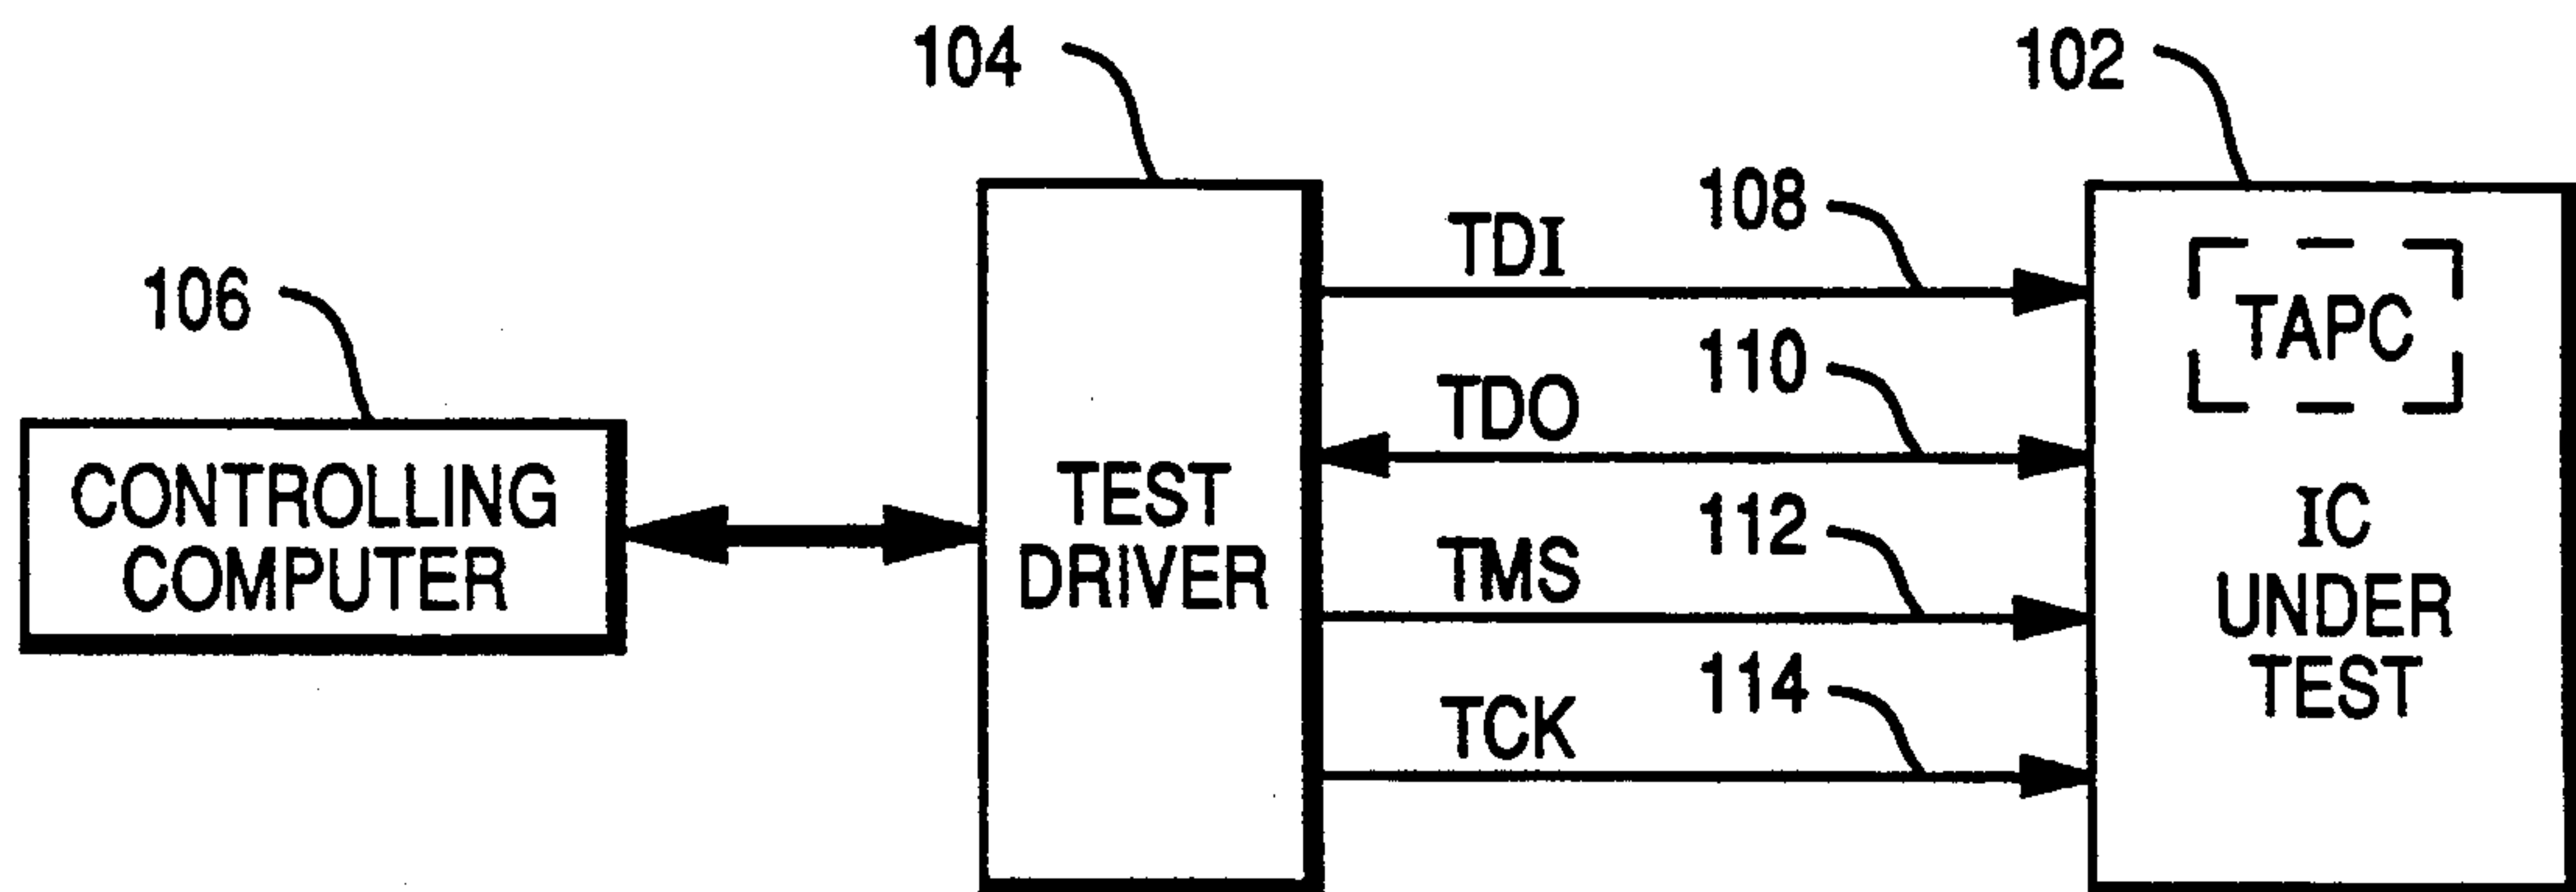 104
102
106
108
TDI
TAPC
110
TDO
CONTROLLING
COMPUTER
TEST
DRIVER
112
TMS
IC
UNDER
TEST
114
TCK